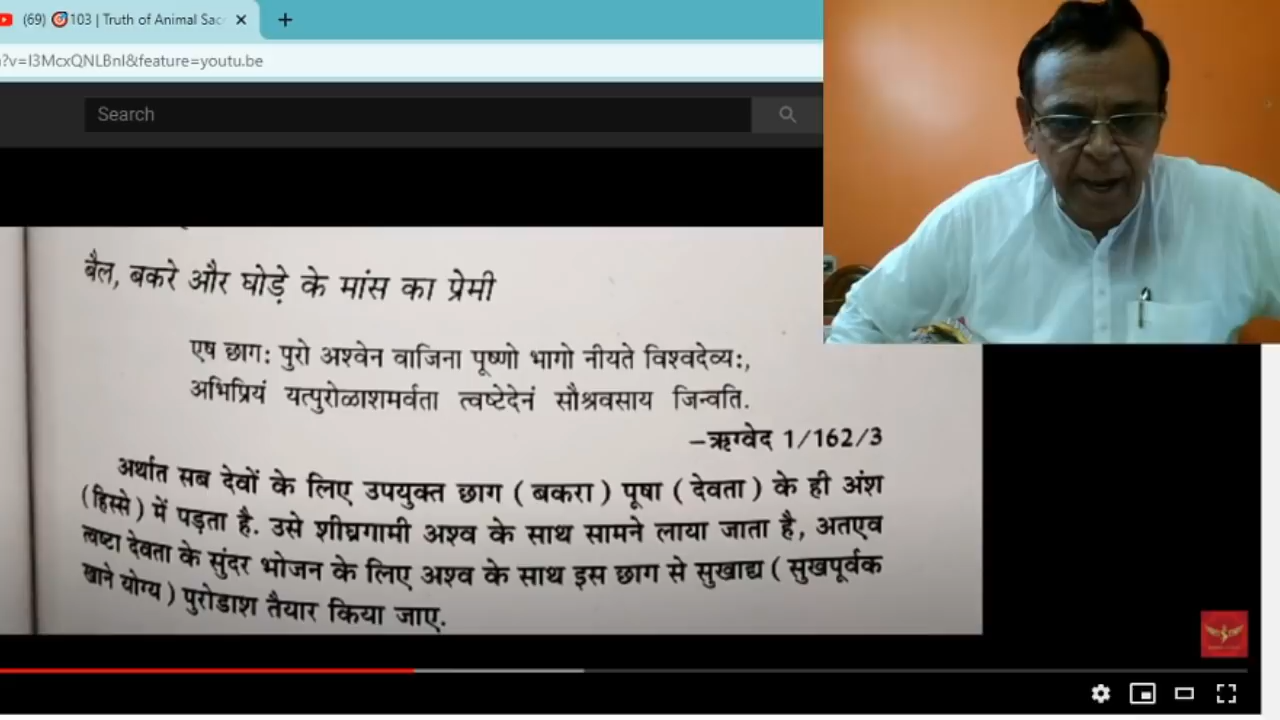 (69) 🎯103 | Truth of Animal Sac
?v=I3McxQNLBnI&feature=youtu.be
Search
बैल, बकरे और घोड़े के मांस का प्रेमी
एष छागः पुरो अश्वेन वाजिना पूष्णो भागो नीयते विश्वदेव्यः,
अभिप्रियं यत्पुरोळाशमर्वता त्वष्टेदेनं सौश्रवसाय जिन्वति.
–ऋग्वेद 1/162/3
अर्थात सब देवों के लिए उपयुक्त छाग ( बकरा ) पूषा ( देवता ) के ही अंश
( हिस्से ) में पड़ता है. उसे शीघ्रगामी अश्व के साथ सामने लाया जाता है, अतएव
त्वष्टा देवता के सुंदर भोजन के लिए अश्व के साथ इस छाग से सुखाद्य ( सुखपूर्वक
खाने योग्य ) पुरोडाश तैयार किया जाए.